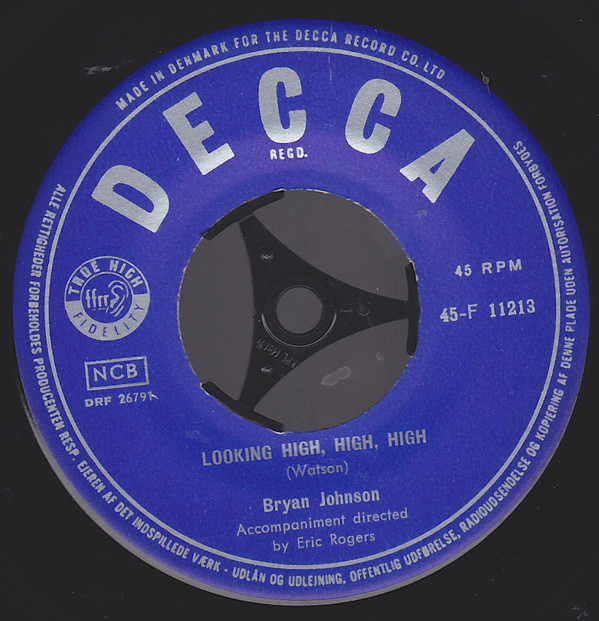 MADE IN DENMARK FOR THE DECCA RECORD CO. LTD
DECCA
REGD.
TRUE HIGH
ffrr
FIDELITY
NCB
DRF 26791
45 RPM
45-F 11213
LOOKING HIGH, HIGH, HIGH
(Watson)
Bryan Johnson
Accompaniment directed
by Eric Rogers
ALLE RETTIGHEDER FORBEHOLDES PRODUCENTEN RESP. EJEREN AF DET INDSPILLEDE VÆRK · UDLÅN OG UDLEJNING, OFFENTLIG UDFØRELSE, RADIOUDSENDELSE OG KOPIERING AF DENNE PLADE UDEN AUTORISATION FORBYDES